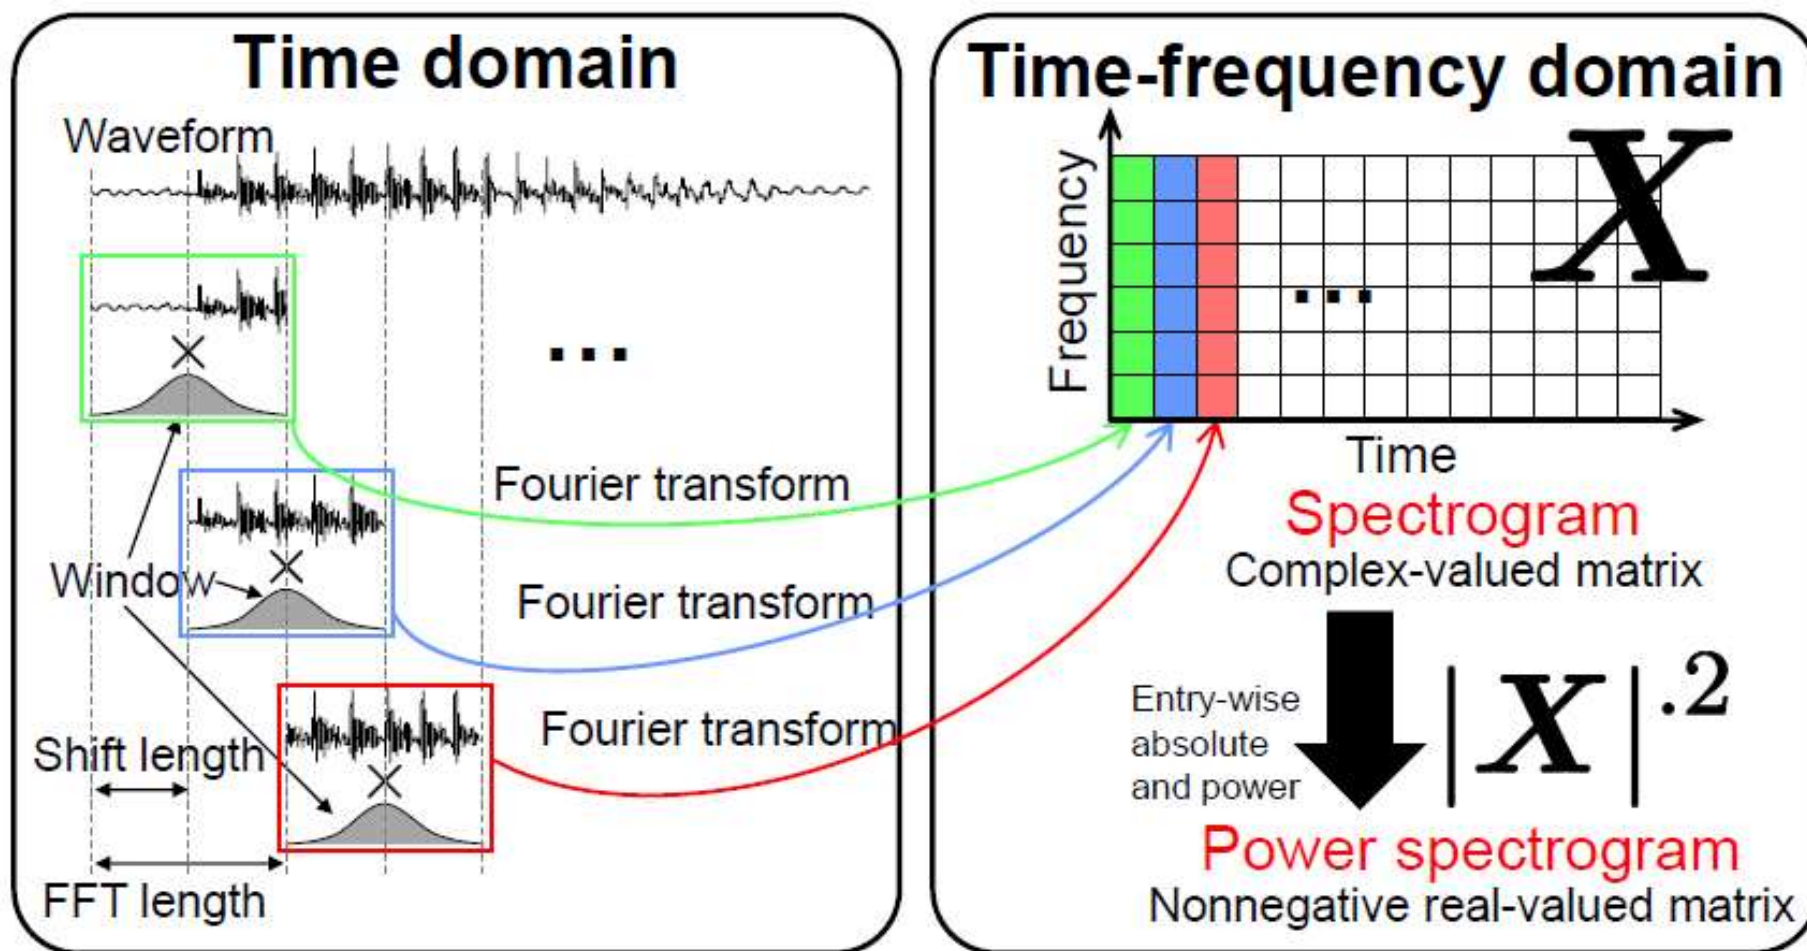 Time domain
Waveform
×
×
×
...
Window
Shift length
FFT length
Fourier transform
Fourier transform
Fourier transform
Time-frequency domain
Frequency
X
...
Time
Spectrogram
Complex-valued matrix
Entry-wise
absolute
and power
|X|.2
Power spectrogram
Nonnegative real-valued matrix